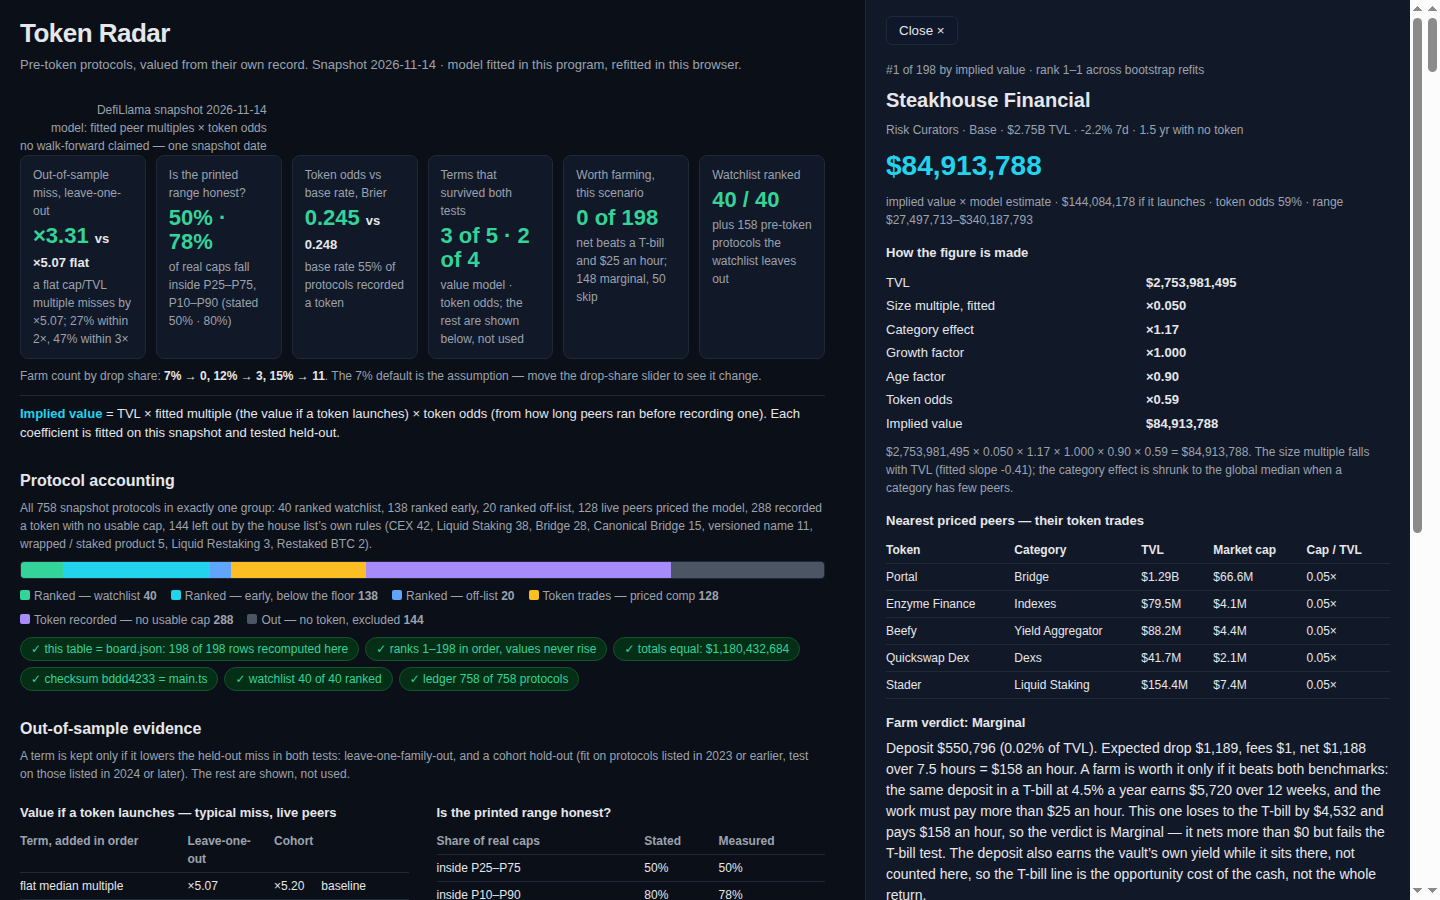 Token Radar
Pre-token protocols, valued from their own record. Snapshot 2026-11-14 · model fitted in this program, refitted in this browser.
DefiLlama snapshot 2026-11-14
model: fitted peer multiples × token odds
no walk-forward claimed — one snapshot date
Out-of-sample
miss, leave-one-
out
×3.31 vs
×5.07 flat
a flat cap/TVL
multiple misses by
×5.07; 27% within
2×, 47% within 3×
Is the printed
range honest?
50% ·
78%
of real caps fall
inside P25–P75,
P10–P90 (stated
50% · 80%)
Token odds vs
base rate, Brier
0.245 vs
0.248
base rate 55% of
protocols recorded
a token
Terms that
survived both
tests
3 of 5 · 2
of 4
value model ·
token odds; the
rest are shown
below, not used
Worth farming,
this scenario
0 of 198
net beats a T-bill
and $25 an hour;
148 marginal, 50
skip
Watchlist ranked
40 / 40
plus 158 pre-token
protocols the
watchlist leaves
out
Farm count by drop share: 7% → 0, 12% → 3, 15% → 11. The 7% default is the assumption — move the drop-share slider to see it change.
Implied value = TVL × fitted multiple (the value if a token launches) × token odds (from how long peers ran before recording one). Each
coefficient is fitted on this snapshot and tested held-out.
Protocol accounting
All 758 snapshot protocols in exactly one group: 40 ranked watchlist, 138 ranked early, 20 ranked off-list, 128 live peers priced the model, 288 recorded
a token with no usable cap, 144 left out by the house list's own rules (CEX 42, Liquid Staking 38, Bridge 28, Canonical Bridge 15, versioned name 11,
wrapped / staked product 5, Liquid Restaking 3, Restaked BTC 2).
Ranked — watchlist 40 Ranked — early, below the floor 138 Ranked — off-list 20 Token trades — priced comp 128
Token recorded — no usable cap 288 Out — no token, excluded 144
✓ this table = board.json: 198 of 198 rows recomputed here ✓ ranks 1–198 in order, values never rise ✓ totals equal: $1,180,432,684
✓ checksum bddd4233 = main.ts ✓ watchlist 40 of 40 ranked ✓ ledger 758 of 758 protocols
Out-of-sample evidence
A term is kept only if it lowers the held-out miss in both tests: leave-one-family-out, and a cohort hold-out (fit on protocols listed in 2023 or earlier, test
on those listed in 2024 or later). The rest are shown, not used.
Value if a token launches — typical miss, live peers
Term, added in order Leave-one-out Cohort
flat median multiple ×5.07 ×5.20 baseline
Is the printed range honest?
Share of real caps Stated Measured
inside P25–P75 50% 50%
inside P10–P90 80% 78%
Close ×
#1 of 198 by implied value · rank 1–1 across bootstrap refits
Steakhouse Financial
Risk Curators · Base · $2.75B TVL · -2.2% 7d · 1.5 yr with no token
$84,913,788
implied value × model estimate · $144,084,178 if it launches · token odds 59% · range
$27,497,713–$340,187,793
How the figure is made
TVL $2,753,981,495
Size multiple, fitted ×0.050
Category effect ×1.17
Growth factor ×1.000
Age factor ×0.90
Token odds ×0.59
Implied value $84,913,788
$2,753,981,495 × 0.050 × 1.17 × 1.000 × 0.90 × 0.59 = $84,913,788. The size multiple falls
with TVL (fitted slope -0.41); the category effect is shrunk to the global median when a
category has few peers.
Nearest priced peers — their token trades
Token Category TVL Market cap Cap / TVL
Portal Bridge $1.29B $66.6M 0.05×
Enzyme Finance Indexes $79.5M $4.1M 0.05×
Beefy Yield Aggregator $88.2M $4.4M 0.05×
Quickswap Dex Dexs $41.7M $2.1M 0.05×
Stader Liquid Staking $154.4M $7.4M 0.05×
Farm verdict: Marginal
Deposit $550,796 (0.02% of TVL). Expected drop $1,189, fees $1, net $1,188
over 7.5 hours = $158 an hour. A farm is worth it only if it beats both benchmarks:
the same deposit in a T-bill at 4.5% a year earns $5,720 over 12 weeks, and the
work must pay more than $25 an hour. This one loses to the T-bill by $4,532 and
pays $158 an hour, so the verdict is Marginal — it nets more than $0 but fails the
T-bill test. The deposit also earns the vault's own yield while it sits there, not
counted here, so the T-bill line is the opportunity cost of the cash, not the whole
return.